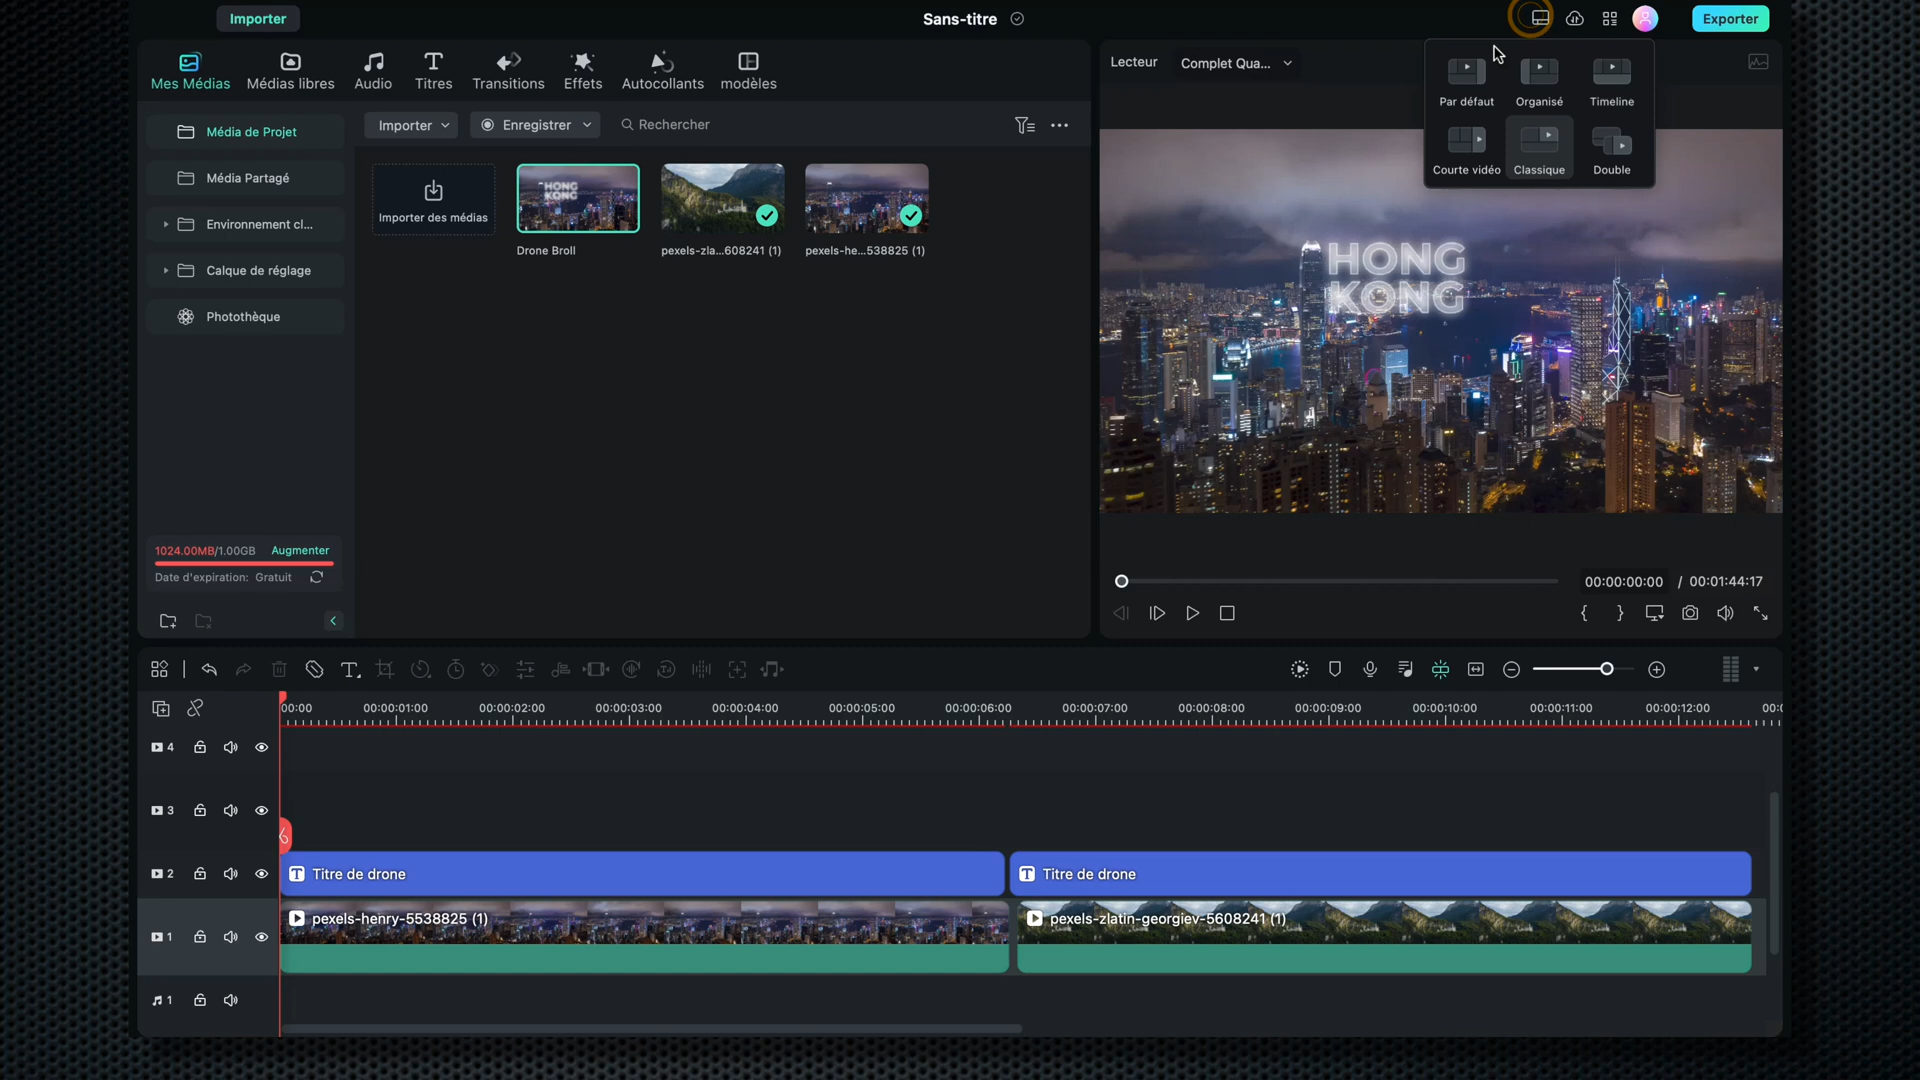 Importer
Sans-titre
Exporter
Mes Médias
Médias libres
Audio
Titres
Transitions
Effets
Autocollants
modèles
Lecteur
Complet Qua...
Par défaut
Organisé
Timeline
Courte vidéo
Classique
Double
Média de Projet
Média Partagé
Environnement cl...
Calque de réglage
Photothèque
Importer
Enregistrer
Rechercher
Importer des médias
HONG
KONG
Drone Broll
pexels-zla...608241 (1)
pexels-he...538825 (1)
HONG
KONG
1024.00MB/1.00GB
Augmenter
Date d'expiration: Gratuit
00:00:00:00 / 00:01:44:17
00:00
00:00:01:00
00:00:02:00
00:00:03:00
00:00:04:00
00:00:05:00
00:00:06:00
00:00:07:00
00:00:08:00
00:00:09:00
00:00:10:00
00:00:11:00
00:00:12:00
4
3
2
Titre de drone
Titre de drone
1
pexels-henry-5538825 (1)
pexels-zlatin-georgiev-5608241 (1)
1